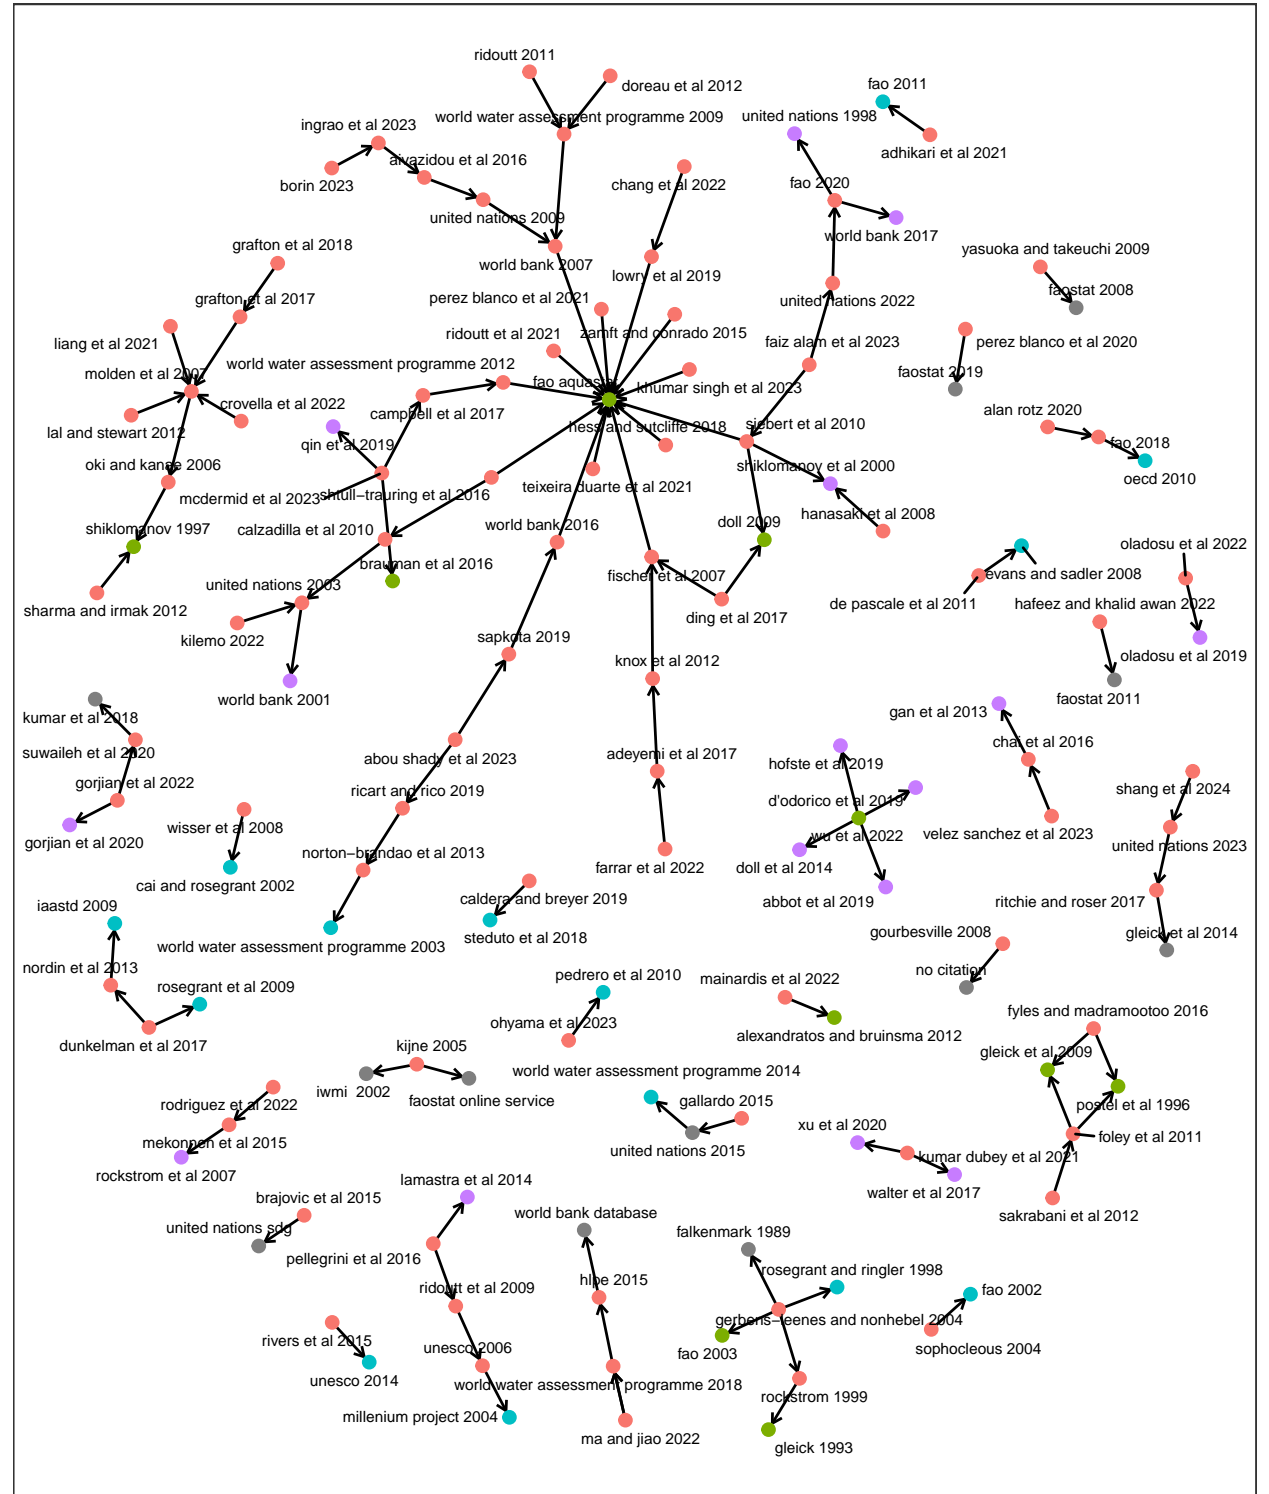 ridoutt 2011
doreau et al 2012
fao 2011
world water assessment programme 2009
united nations 1998
ingrao et al 2023
adhikari et al 2021
aivazidou et al 2016
borin 2023
chang et al 2022
fao 2020
united nations 2009
world bank 2017
grafton et al 2018
yasuoka and takeuchi 2009
world bank 2007
lowry et al 2019
faostat 2008
grafton et al 2017
perez blanco et al 2021
united nations 2022
liang et al 2021
ridoutt et al 2021
zamft and conrado 2015
faiz alam et al 2023
perez blanco et al 2020
world water assessment programme 2012
molden et al 2007
fao aquastat
khumar singh et al 2023
faostat 2019
crovella et al 2022
campbell et al 2017
alan rotz 2020
lal and stewart 2012
hess and sutcliffe 2018
siebert et al 2010
qin et al 2019
fao 2018
oki and kanae 2006
shiklomanov et al 2000
oecd 2010
mcdermid et al 2023
shtull−trauring et al 2016
teixeira duarte et al 2021
hanasaki et al 2008
shiklomanov 1997
calzadilla et al 2010
world bank 2016
doll 2009
oladosu et al 2022
brauman et al 2016
fischer et al 2007
evans and sadler 2008
united nations 2003
de pascale et al 2011
hafeez and khalid awan 2022
sharma and irmak 2012
ding et al 2017
kilemo 2022
sapkota 2019
oladosu et al 2019
knox et al 2012
world bank 2001
faostat 2011
kumar et al 2018
gan et al 2013
suwaileh et al 2020
abou shady et al 2023
adeyemi et al 2017
chai et al 2016
hofste et al 2019
gorjian et al 2022
ricart and rico 2019
d'odorico et al 2019
shang et al 2024
wisser et al 2008
wu et al 2022
velez sanchez et al 2023
gorjian et al 2020
norton−brandao et al 2013
farrar et al 2022
doll et al 2014
united nations 2023
cai and rosegrant 2002
caldera and breyer 2019
abbot et al 2019
ritchie and roser 2017
iaastd 2009
world water assessment programme 2003
steduto et al 2018
gourbesville 2008
gleick et al 2014
nordin et al 2013
rosegrant et al 2009
pedrero et al 2010
mainardis et al 2022
no citation
fyles and madramootoo 2016
dunkelman et al 2017
ohyama et al 2023
alexandratos and bruinsma 2012
kijne 2005
gleick et al 2009
world water assessment programme 2014
iwmi  2002
faostat online service
rodriguez et al 2022
gallardo 2015
postel et al 1996
mekonnen et al 2015
xu et al 2020
foley et al 2011
united nations 2015
kumar dubey et al 2021
rockstrom et al 2007
lamastra et al 2014
walter et al 2017
brajovic et al 2015
world bank database
sakrabani et al 2012
united nations sdg
falkenmark 1989
pellegrini et al 2016
rosegrant and ringler 1998
ridoutt et al 2009
hlpe 2015
fao 2002
gerbens−leenes and nonhebel 2004
rivers et al 2015
unesco 2006
fao 2003
sophocleous 2004
unesco 2014
world water assessment programme 2018
rockstrom 1999
millenium project 2004
ma and jiao 2022
gleick 1993